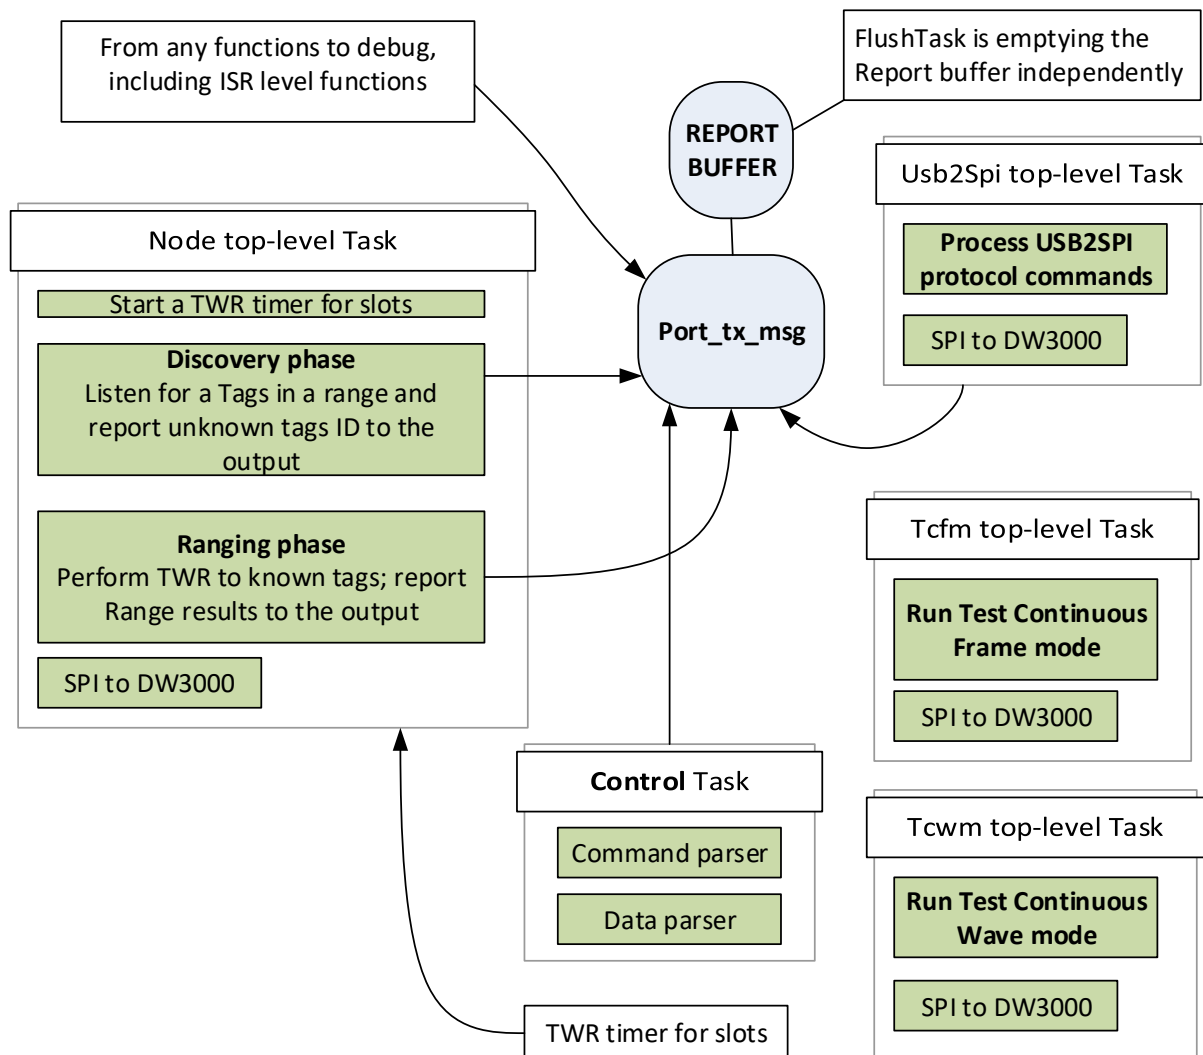 From any functions to debug,
including ISR level functions
FlushTask is emptying the
Report buffer independently
REPORT
BUFFER
Usb2Spi top-level Task
Process USB2SPI
protocol commands
SPI to DW3000
Node top-level Task
Start a TWR timer for slots
Discovery phase
Listen for a Tags in a range and
report unknown tags ID to the
output
Ranging phase
Perform TWR to known tags; report
Range results to the output
SPI to DW3000
Port_tx_msg
Tcfm top-level Task
Run Test Continuous
Frame mode
SPI to DW3000
Control Task
Command parser
Data parser
Tcwm top-level Task
Run Test Continuous
Wave mode
SPI to DW3000
TWR timer for slots